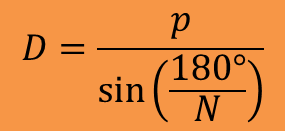 D = p / sin(180°/N)